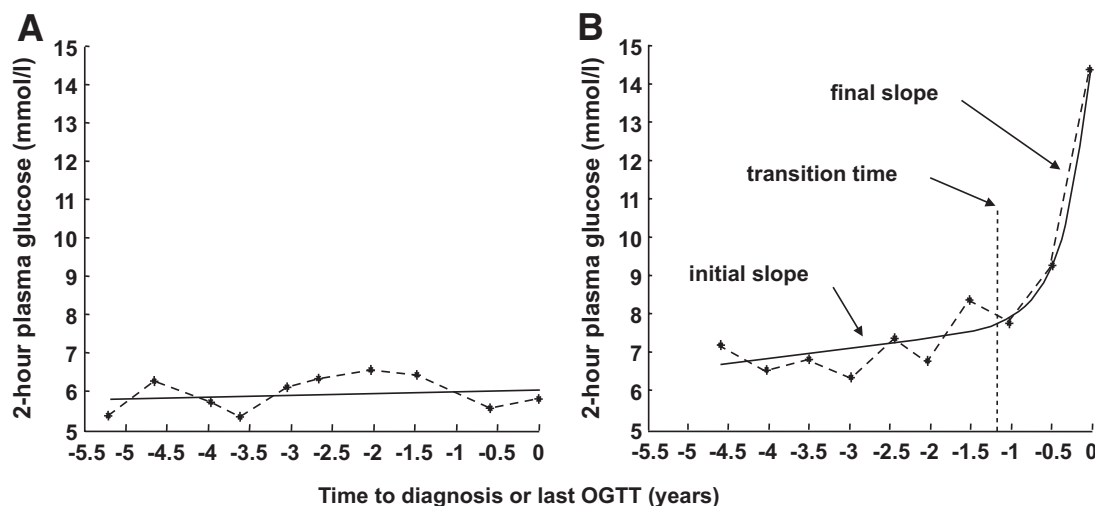 A
2-hour plasma glucose (mmol/l)
15
14
13
12
11
10
9
8
7
6
5
-5.5 -5 -4.5 -4 -3.5 -3 -2.5 -2 -1.5 -1 -0.5 0
B
2-hour plasma glucose (mmol/l)
15
14
13
12
11
10
9
8
7
6
5
final slope
transition time
initial slope
-5.5 -5 -4.5 -4 -3.5 -3 -2.5 -2 -1.5 -1 -0.5 0
Time to diagnosis or last OGTT (years)